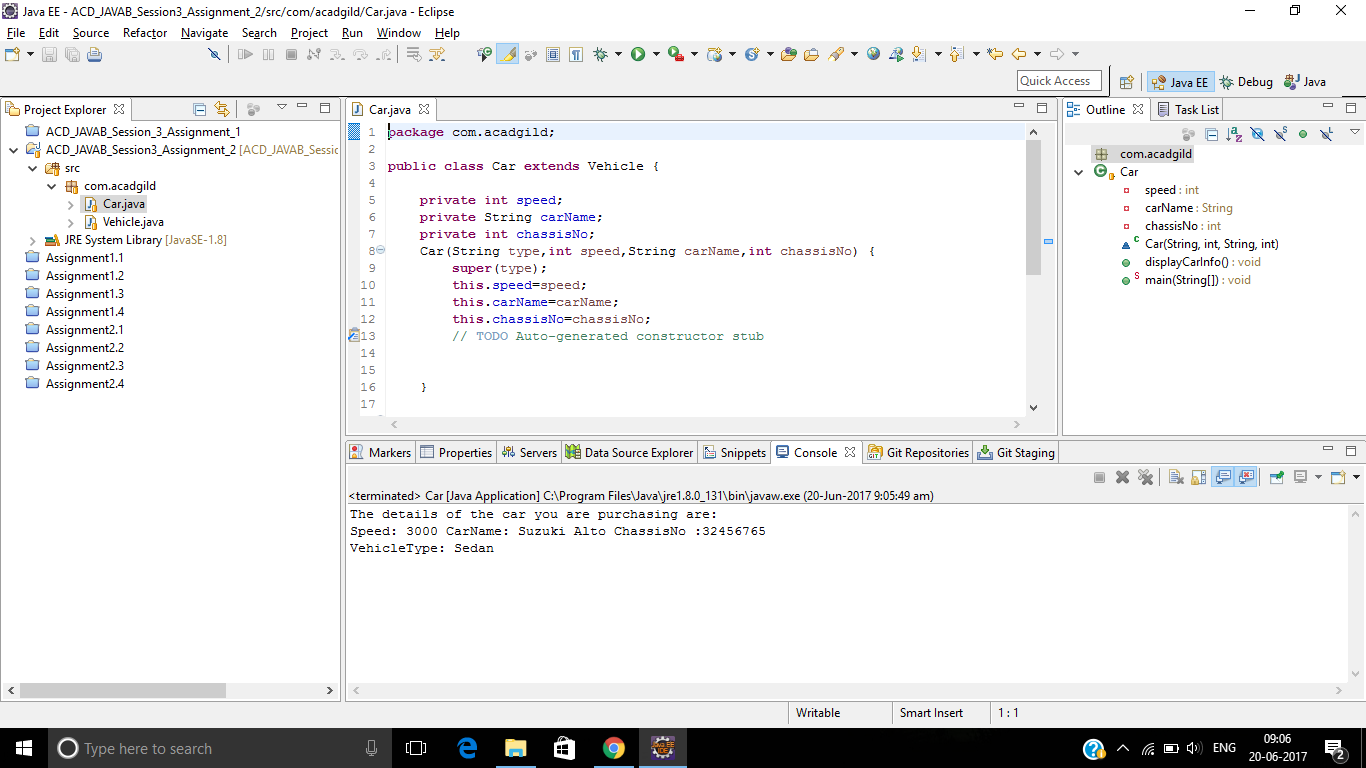 Java EE - ACD_JAVAB_Session3_Assignment_2/src/com/acadgild/Car.java - Eclipse
File Edit Source Refactor Navigate Search Project Run Window Help
Quick Access
Java EE Debug Java
Project Explorer
ACD_JAVAB_Session_3_Assignment_1
ACD_JAVAB_Session3_Assignment_2 [ACD_JAVAB_Sessic
src
com.acadgild
Car.java
Vehicle.java
JRE System Library [JavaSE-1.8]
Assignment1.1
Assignment1.2
Assignment1.3
Assignment1.4
Assignment2.1
Assignment2.2
Assignment2.3
Assignment2.4
Car.java
1 package com.acadgild;
2
3 public class Car extends Vehicle {
4
5 private int speed;
6 private String carName;
7 private int chassisNo;
8 Car(String type,int speed,String carName,int chassisNo) {
9 super(type);
10 this.speed=speed;
11 this.carName=carName;
12 this.chassisNo=chassisNo;
13 // TODO Auto-generated constructor stub
14
15
16 }
17
Outline Task List
com.acadgild
Car
speed : int
carName : String
chassisNo : int
Car(String, int, String, int)
displayCarInfo() : void
main(String[]) : void
Markers Properties Servers Data Source Explorer Snippets Console Git Repositories Git Staging
<terminated> Car [Java Application] C:\Program Files\Java\jre1.8.0_131\bin\javaw.exe (20-Jun-2017 9:05:49 am)
The details of the car you are purchasing are:
Speed: 3000 CarName: Suzuki Alto ChassisNo :32456765
VehicleType: Sedan
Writable Smart Insert 1 : 1
Type here to search
ENG
09:06
20-06-2017
2